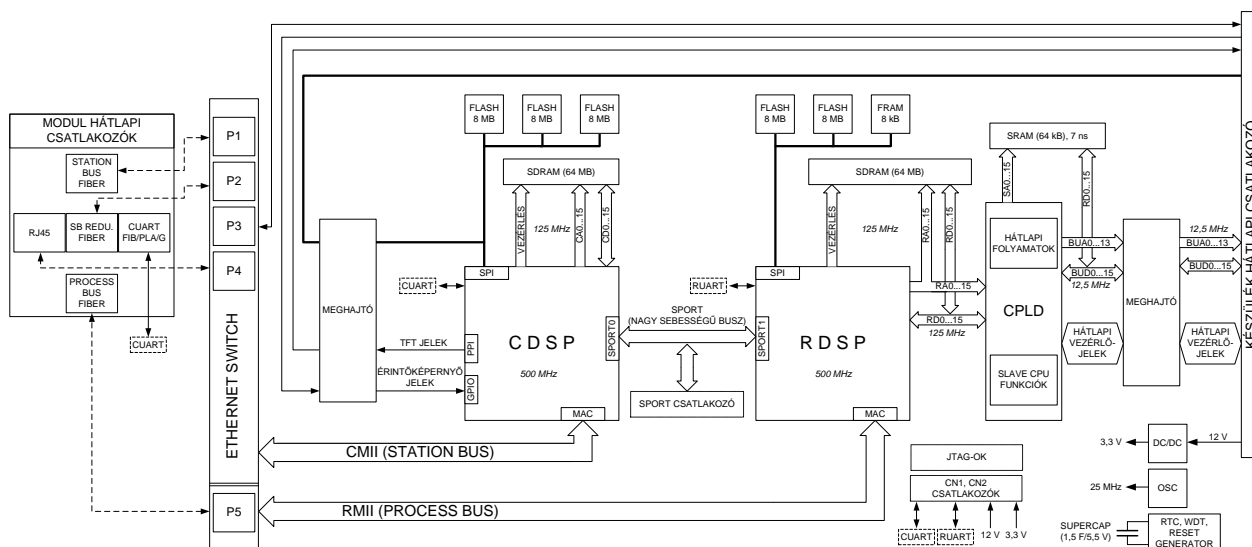 MODUL HÁTLAPI
CSATLAKOZÓK
STATION
BUS
FIBER
RJ45
SB REDU.
FIBER
CUART
FIB/PLA/G
PROCESS
BUS
FIBER
CUART
P1
P2
P3
P4
ETHERNET SWITCH
P5
MEGHAJTÓ
FLASH
8 MB
FLASH
8 MB
FLASH
8 MB
SDRAM (64 MB)
VEZÉRLÉS
125 MHz
CA0...15
CD0...15
CUART
SPI
CDSP
500 MHz
SPORT0
PPI
GPIO
MAC
TFT JELEK
ÉRINTŐKÉPERNYŐ
JELEK
CMII (STATION BUS)
RMII (PROCESS BUS)
SPORT
(NAGY SEBESSÉGŰ BUSZ)
SPORT CSATLAKOZÓ
FLASH
8 MB
FLASH
8 MB
FRAM
8 kB
SDRAM (64 MB)
VEZÉRLÉS
125 MHz
RA0...15
RD0...15
RUART
SPI
RDSP
500 MHz
SPORT1
MAC
RA0...15
RD0...15
125 MHz
SRAM (64 kB), 7 ns
SA0...15
RD0...15
HÁTLAPI
FOLYAMATOK
CPLD
SLAVE CPU
FUNKCIÓK
BUA0...13
BUD0...15
12,5 MHz
HÁTLAPI
VEZÉRLŐ-
JELEK
MEGHAJTÓ
12,5 MHz
BUA0...13
BUD0...15
HÁTLAPI
VEZÉRLŐ-
JELEK
KÉSZÜLÉK HÁTLAPI CSATLAKOZÓ
JTAG-OK
CN1, CN2
CSATLAKOZÓK
CUART
RUART
12 V
3,3 V
3,3 V
DC/DC
12 V
25 MHz
OSC
SUPERCAP
(1,5 F/5,5 V)
RTC, WDT,
RESET
GENERATOR